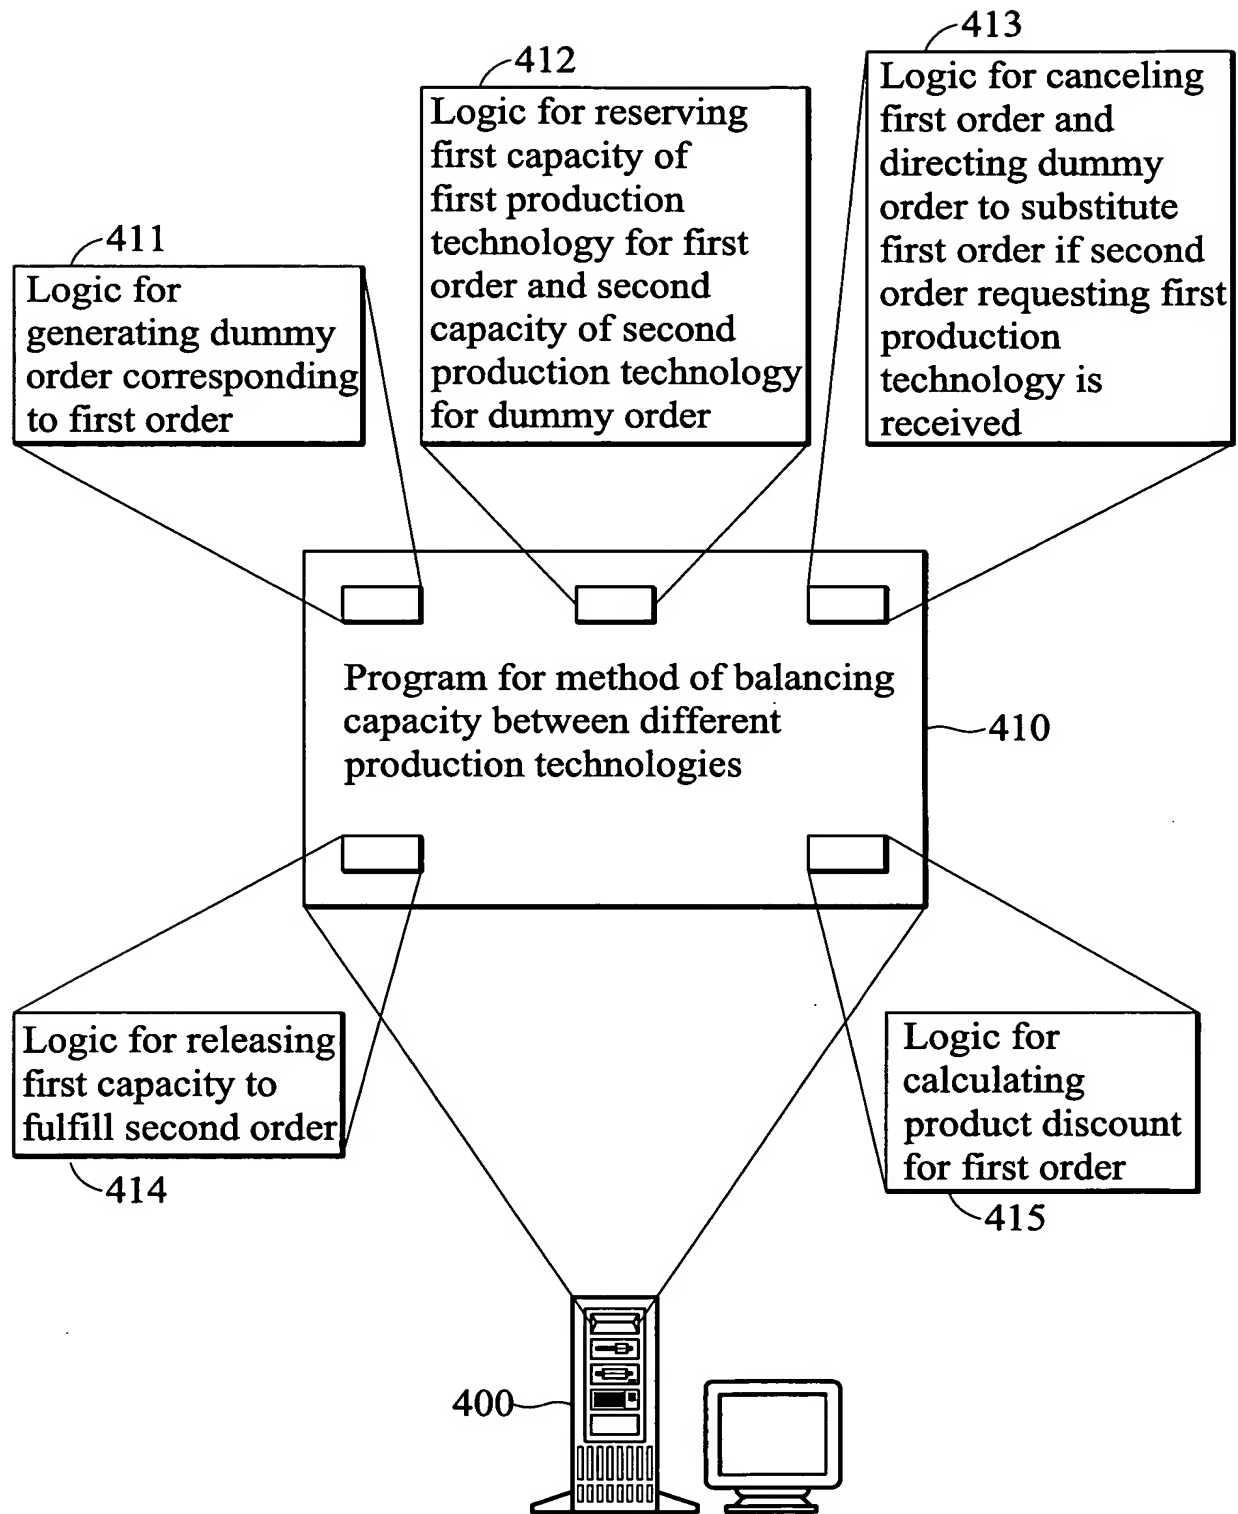 411
Logic for
generating dummy
order corresponding
to first order
412
Logic for reserving
first capacity of
first production
technology for first
order and second
capacity of second
production technology
for dummy order
413
Logic for canceling
first order and
directing dummy
order to substitute
first order if second
order requesting first
production
technology is
received
Program for method of balancing
capacity between different
production technologies
410
Logic for releasing
first capacity to
fulfill second order
414
Logic for
calculating
product discount
for first order
415
400